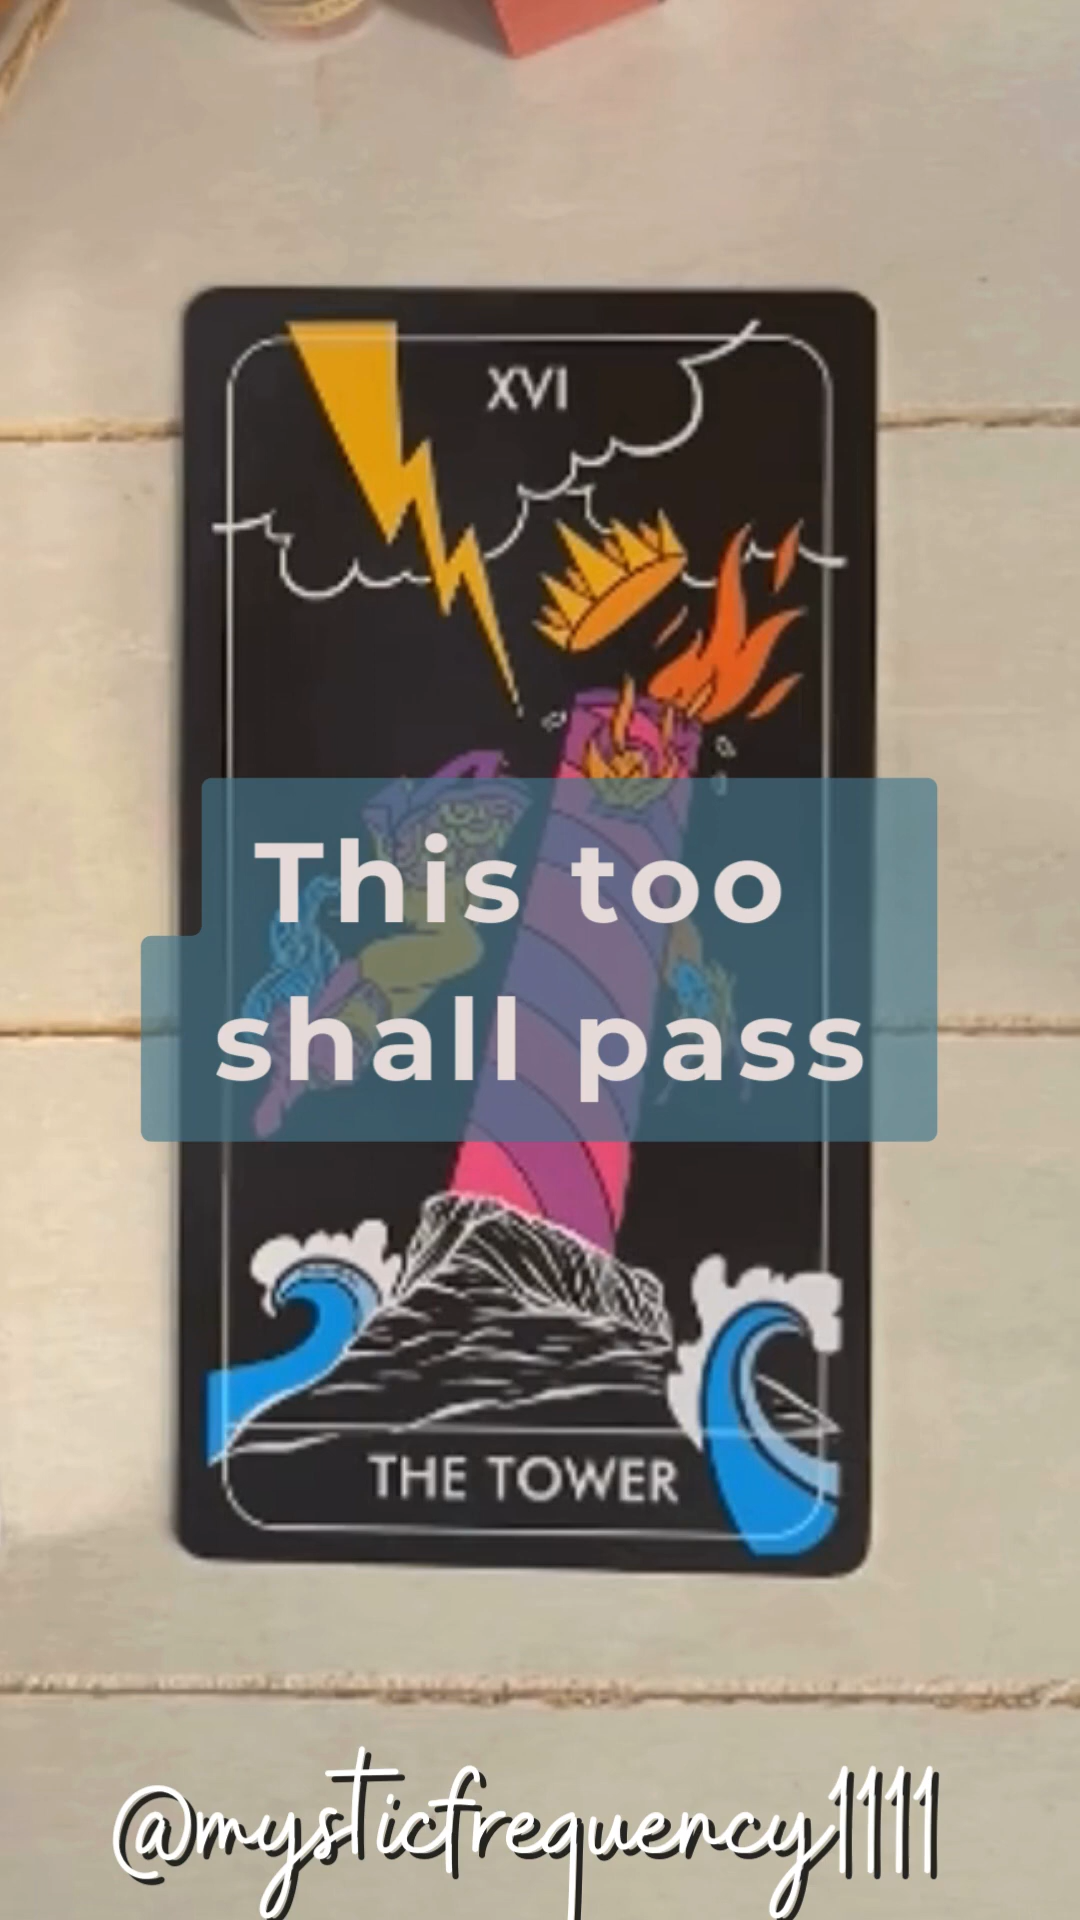 XVI
This too
shall pass
THE TOWER
@mysticfrequency1111